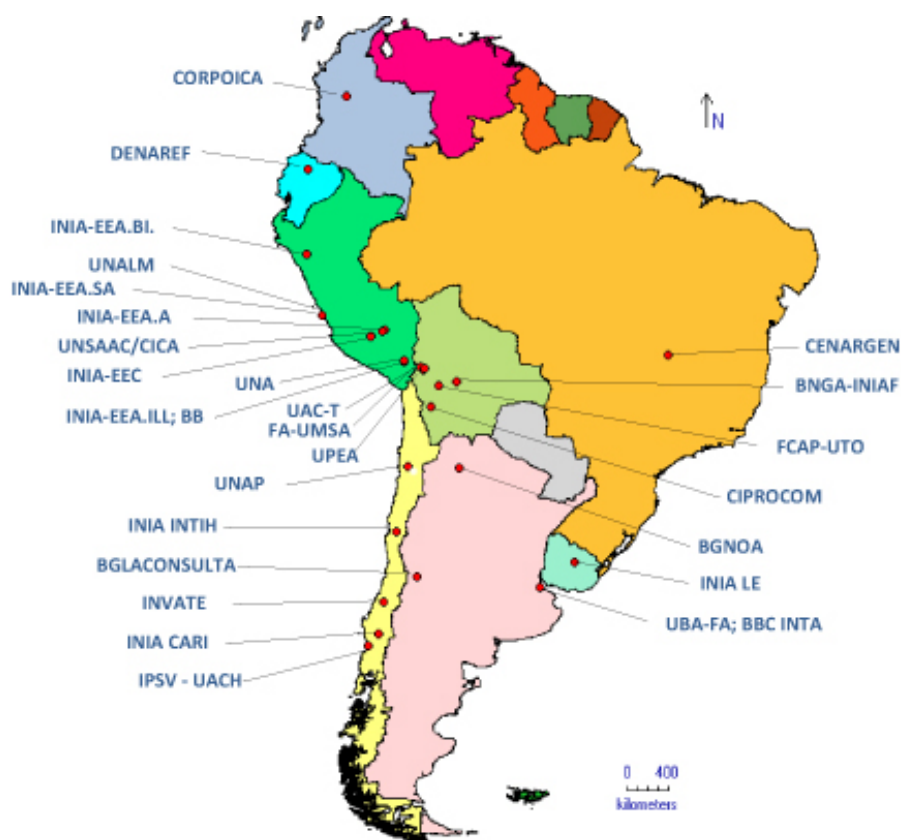 CORPOICA
N
DENAREF
INIA-EEA.BI.
UNALM
INIA-EEA.SA
INIA-EEA.A
UNSAAC/CICA
INIA-EEC
UNA
INIA-EEA.ILL; BB
UAC-T
FA-UMSA
UPEA
UNAP
INIA INTIH
BGLACONSULTA
INVATE
INIA CARI
IPSV - UACH
CENARGEN
BNGA-INIAF
FCAP-UTO
CIPROCOM
BGNOA
INIA LE
UBA-FA; BBC INTA
0 400
kilometers